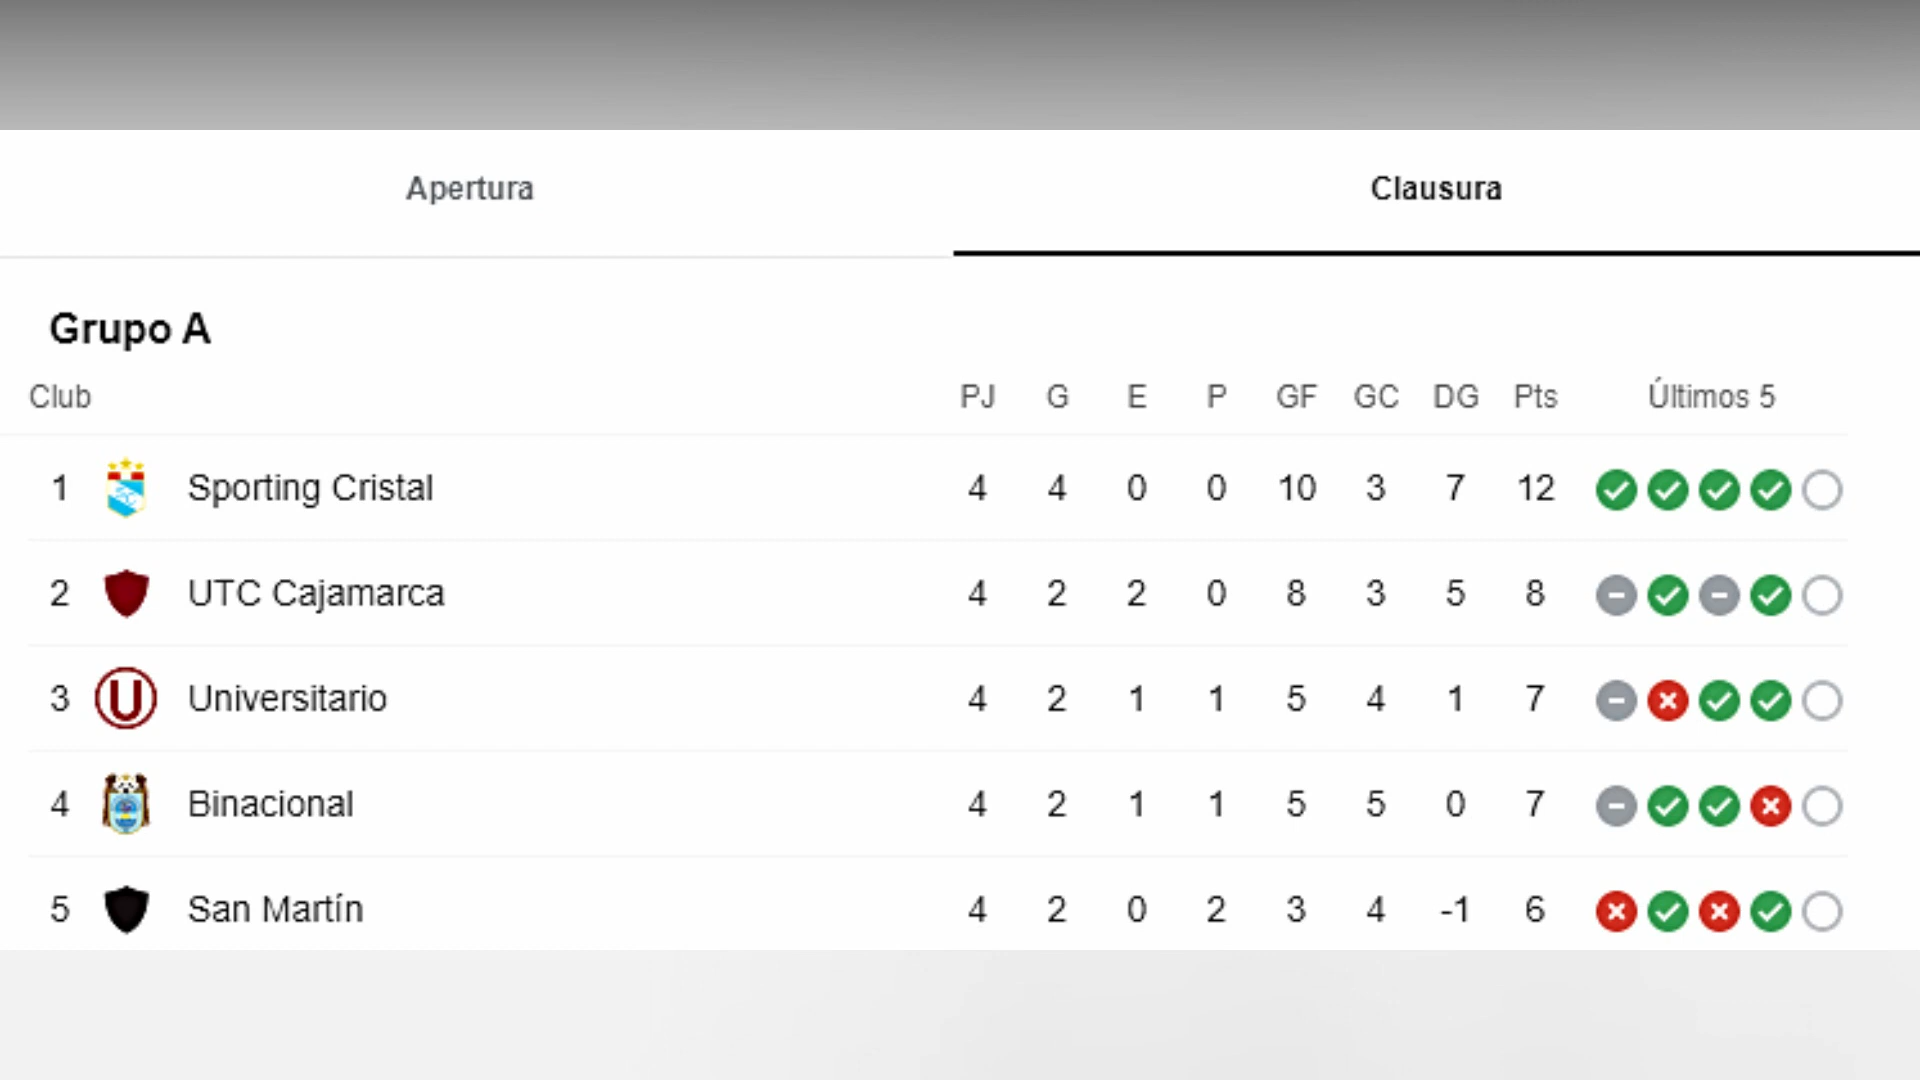 Apertura Clausura
Grupo A
Club PJ G E P GF GC DG Pts Últimos 5
1 Sporting Cristal 4 4 0 0 10 3 7 12
2 UTC Cajamarca 4 2 2 0 8 3 5 8
3 U Universitario 4 2 1 1 5 4 1 7
4 Binacional 4 2 1 1 5 5 0 7
5 San Martín 4 2 0 2 3 4 -1 6